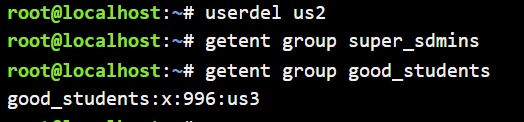 root@localhost:~# userdel us2
root@localhost:~# getent group super_sdmins
root@localhost:~# getent group good_students
good_students:x:996:us3